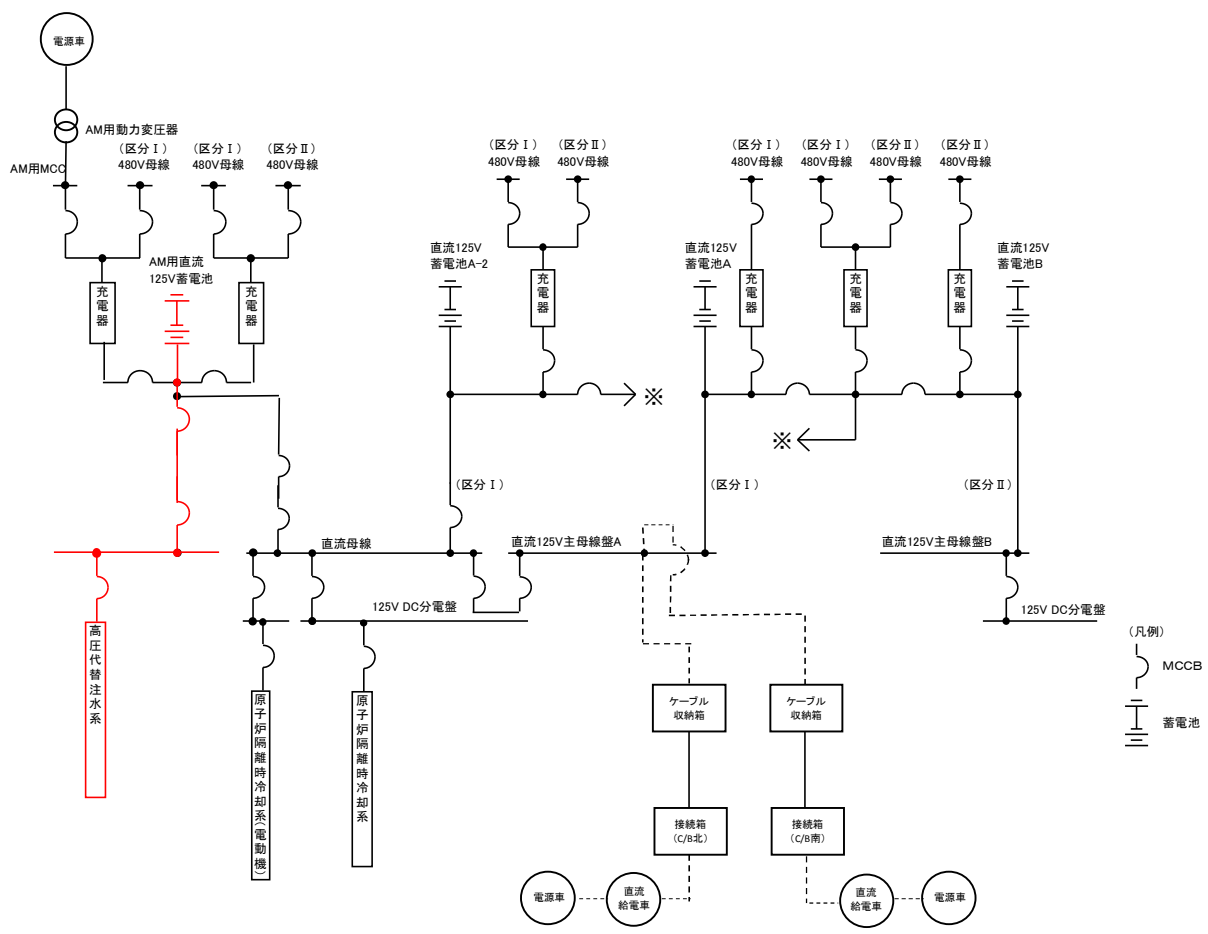 電源車
AM用動力変圧器
AM用MCC
(区分Ⅰ)
480V母線
(区分Ⅰ)
480V母線
(区分Ⅱ)
480V母線
(区分Ⅰ)
480V母線
(区分Ⅱ)
480V母線
(区分Ⅰ)
480V母線
(区分Ⅰ)
480V母線
(区分Ⅱ)
480V母線
(区分Ⅱ)
480V母線
AM用直流
125V蓄電池
直流125V
蓄電池A-2
直流125V
蓄電池A
直流125V
蓄電池B
充電器
充電器
充電器
充電器
充電器
充電器
※
※
(区分Ⅰ)
(区分Ⅰ)
(区分Ⅱ)
直流母線
直流125V主母線盤A
直流125V主母線盤B
125V DC分電盤
125V DC分電盤
高圧代替注水系
原子炉隔離時冷却系(電動機)
原子炉隔離時冷却系
ケーブル
収納箱
ケーブル
収納箱
接続箱
(C/B北)
接続箱
(C/B南)
電源車
直流
給電車
直流
給電車
電源車
(凡例)
MCCB
蓄電池